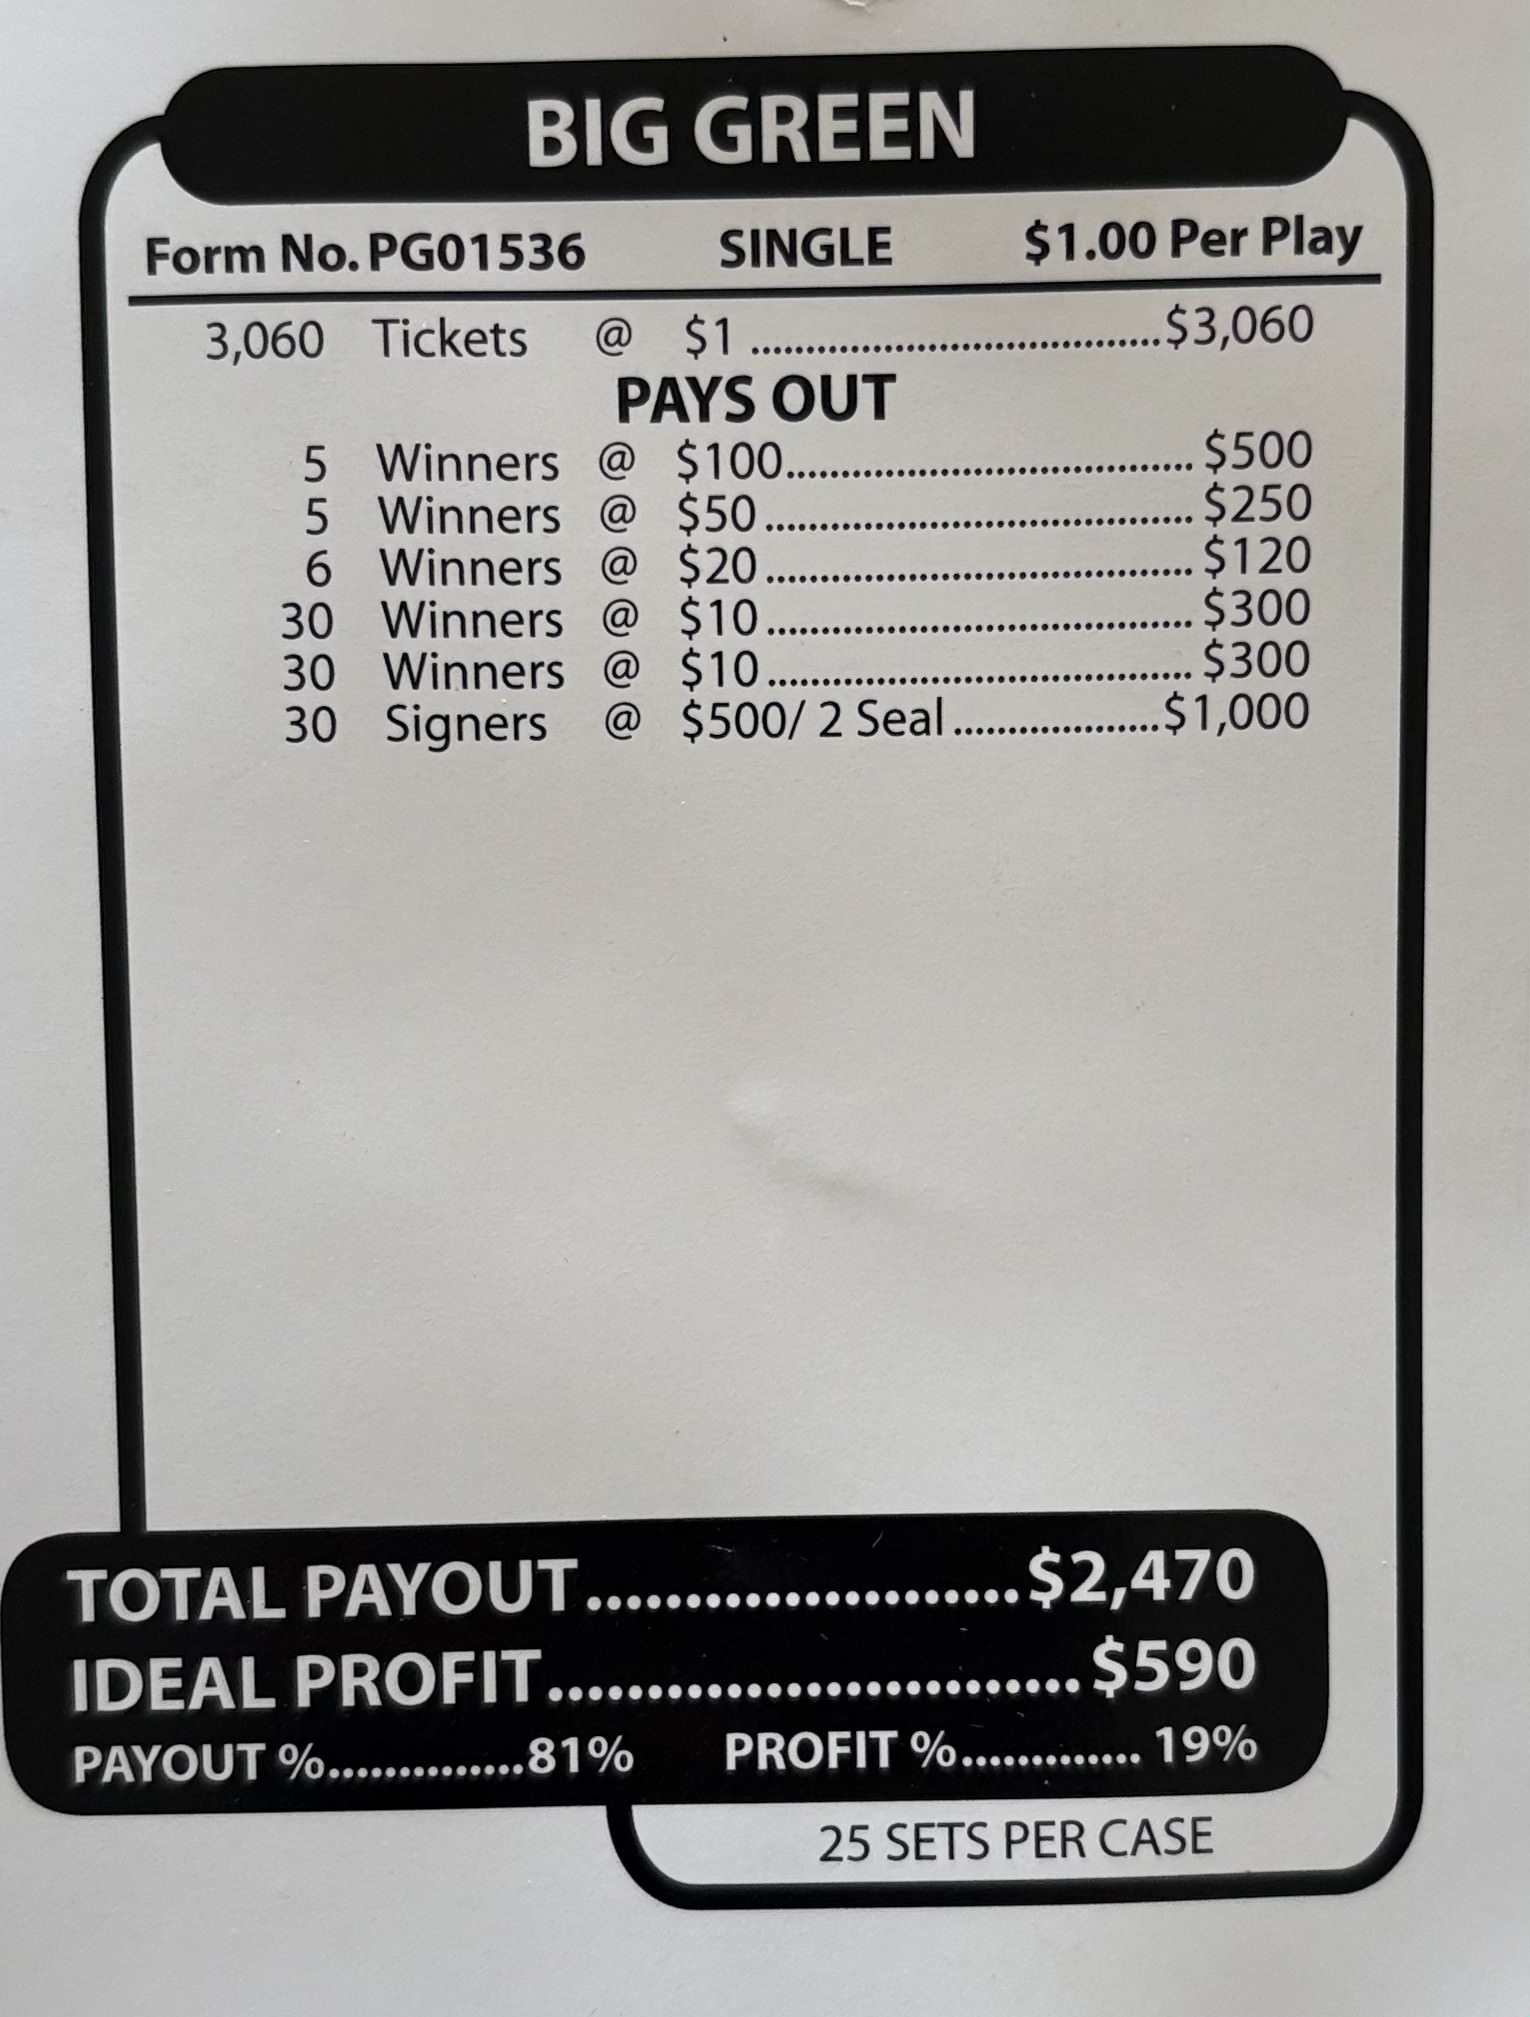 BIG GREEN
Form No. PG01536 SINGLE $1.00 Per Play
3,060 Tickets @ $1 ..................................... $3,060
PAYS OUT
5 Winners @ $100..................................... $500
5 Winners @ $50....................................... $250
6 Winners @ $20....................................... $120
30 Winners @ $10....................................... $300
30 Winners @ $10....................................... $300
30 Signers @ $500/ 2 Seal...................$1,000
TOTAL PAYOUT......................$2,470
IDEAL PROFIT...........................$590
PAYOUT %..............81% PROFIT %............. 19%
25 SETS PER CASE